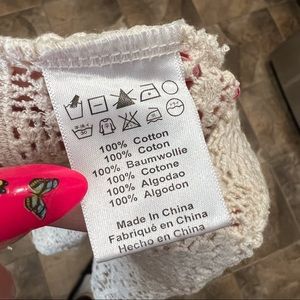 100% Cotton
100% Coton
100% Baumwollie
100% Cotone
100% Algodao
100% Algodon
Made In China
Fabriqué en China
Hecho en China